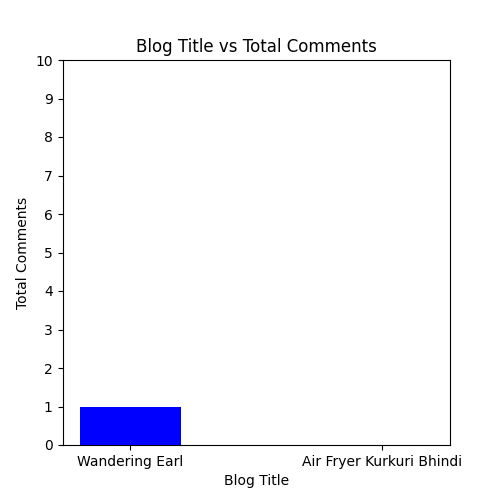 Blog Title vs Total Comments
10
9
8
7
6
5
4
3
2
1
0
Total Comments
Wandering Earl
Air Fryer Kurkuri Bhindi
Blog Title